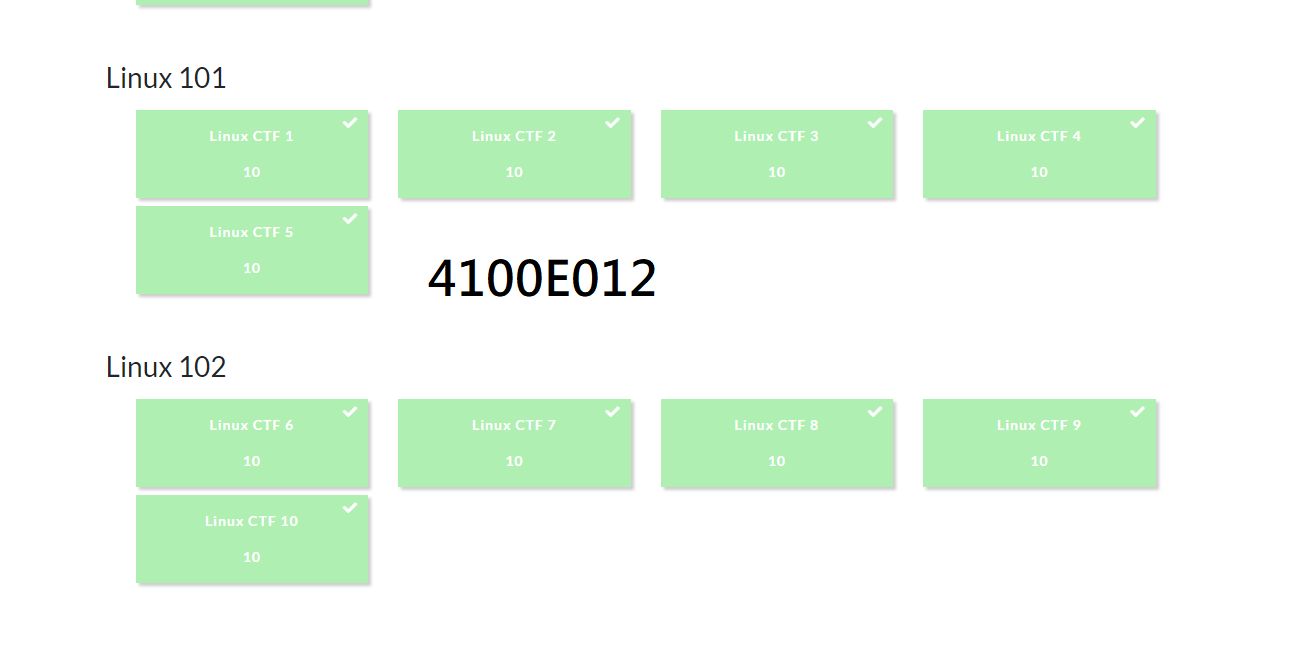 Linux 101
Linux CTF 1
10
Linux CTF 2
10
Linux CTF 3
10
Linux CTF 4
10
Linux CTF 5
10
4100E012
Linux 102
Linux CTF 6
10
Linux CTF 7
10
Linux CTF 8
10
Linux CTF 9
10
Linux CTF 10
10